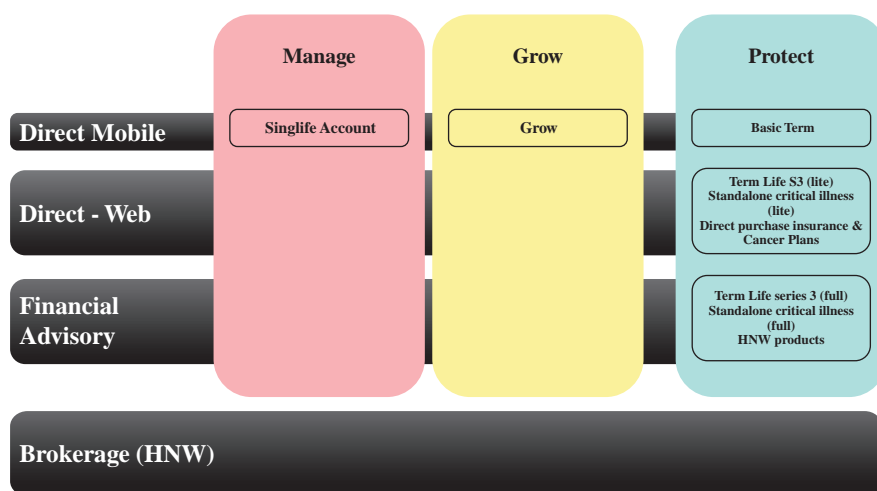 Manage
Grow
Protect
Direct Mobile
Singlife Account
Grow
Basic Term
Direct - Web
Term Life S3 (lite)
Standalone critical illness
(lite)
Direct purchase insurance &
Cancer Plans
Financial
Advisory
Term Life series 3 (full)
Standalone critical illness
(full)
HNW products
Brokerage (HNW)